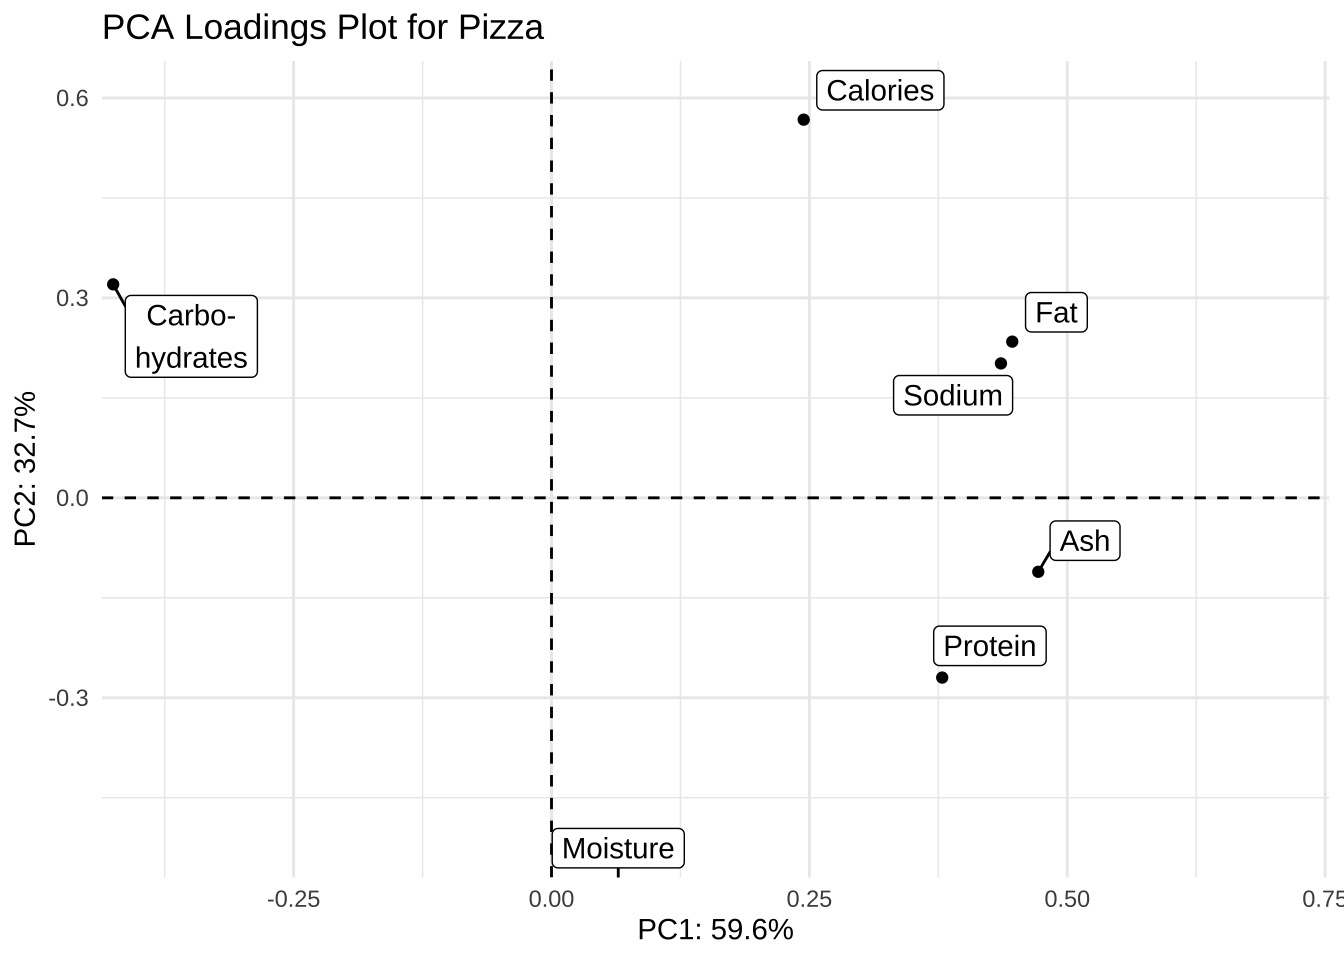 PCA Loadings Plot for Pizza
0.6
Calories
Carbo-
hydrates
0.3
Fat
Sodium
PC2: 32.7%
0.0
Ash
Protein
-0.3
Moisture
-0.25
0.00
0.25
0.50
0.75
PC1: 59.6%